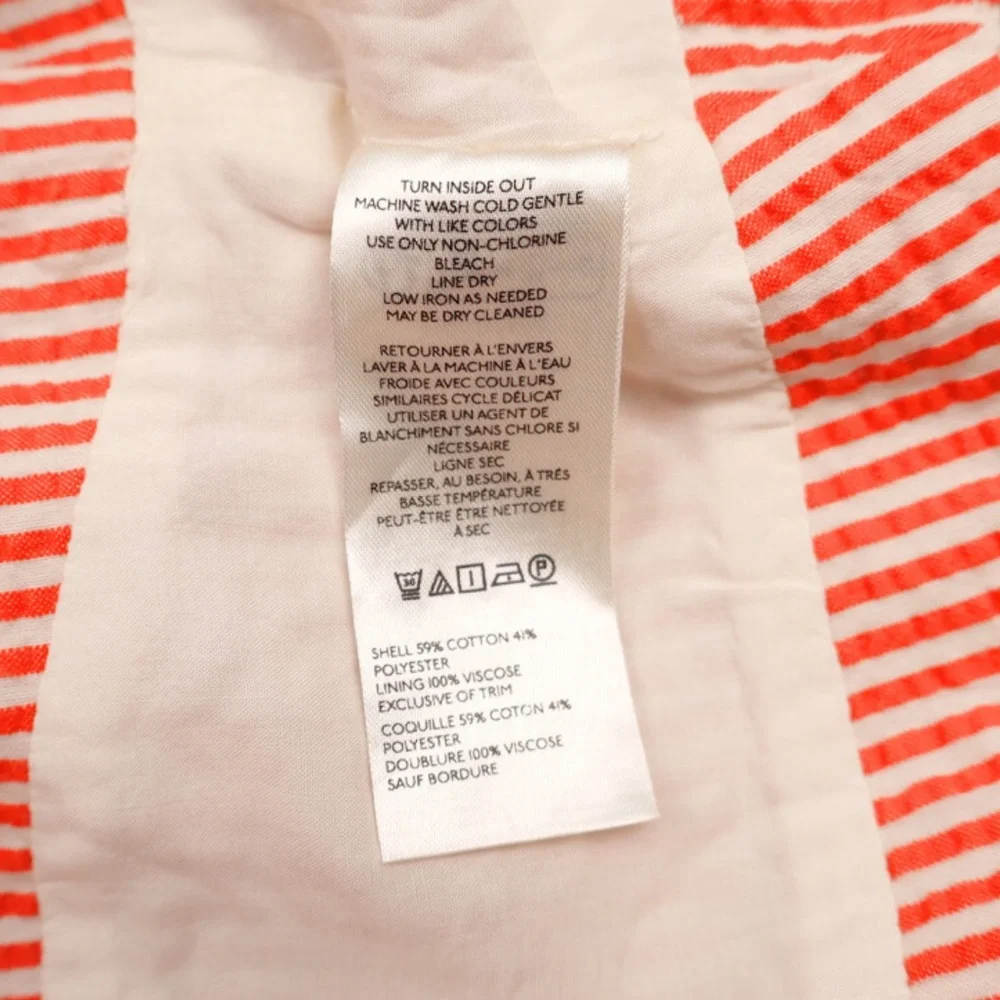 TURN INSIDE OUT
MACHINE WASH COLD GENTLE
WITH LIKE COLORS
USE ONLY NON-CHLORINE
BLEACH
LINE DRY
LOW IRON AS NEEDED
MAY BE DRY CLEANED
RETOURNER À L'ENVERS
LAVER À LA MACHINE À L'EAU
FROIDE AVEC COULEURS
SIMILAIRES CYCLE DÉLICAT
UTILISER UN AGENT DE
BLANCHIMENT SANS CHLORE SI
NÉCESSAIRE
LIGNE SEC
REPASSER, AU BESOIN, À TRÉS
BASSE TEMPÉRATURE
PEUT-ÊTRE ÊTRE NETTOYÉE
À SEC
30 P
SHELL 59% COTTON 41%
POLYESTER
LINING 100% VISCOSE
EXCLUSIVE OF TRIM
COQUILLE 59% COTON 41%
POLYESTER
DOUBLURE 100% VISCOSE
SAUF BORDURE